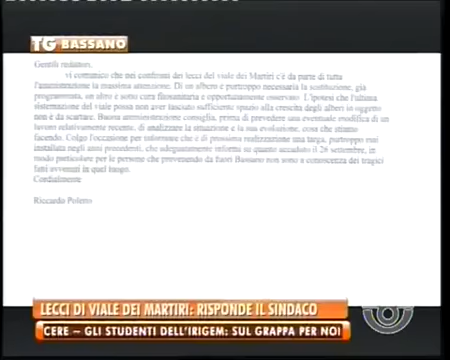 TG BASSANO
Gentili redattori,
vi comunico che nei confronti dei lecci del viale dei Martiri c'è da parte di tutta
l'amministrazione la massima attenzione. Di un albero è purtroppo necessaria la sostituzione, già
programmata, un altro è sotto cura fitosanitaria e opportunamente osservato. L'ipotesi che l'ultima
sistemazione del viale possa non aver lasciato sufficiente spazio alla crescita degli alberi in oggetto
non è da scartare. Buona amministrazione consiglia, prima di prevedere una eventuale modifica di un
lavoro relativamente recente, di analizzare la situazione e la sua evoluzione, cosa che stiamo
facendo. Colgo l'occasione per informare che è di prossima realizzazione una targa, purtroppo mai
installata negli anni precedenti, che adeguatamente informa su quanto accaduto il 26 settembre, in
modo particolare per le persone che provenendo da fuori Bassano non sono a conoscenza dei tragici
fatti avvenuti in quel luogo.
Cordialmente
Riccardo Poletto
LECCI DI VIALE DEI MARTIRI: RISPONDE IL SINDACO
CERE - GLI STUDENTI DELL'IRIGEM: SUL GRAPPA PER NOI